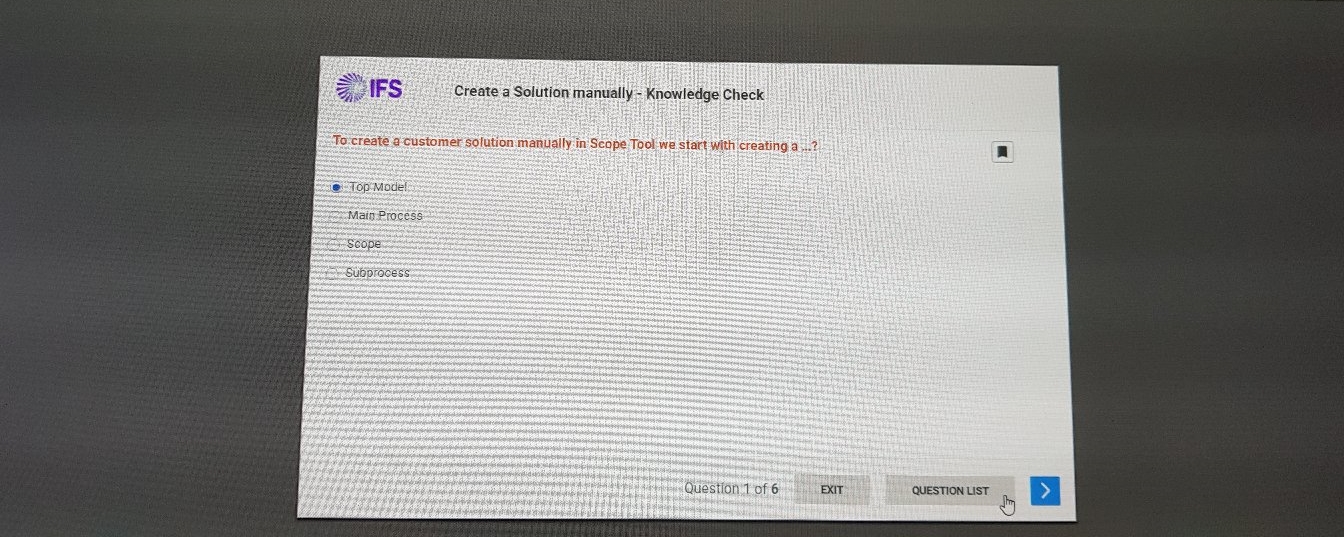 IFS
Create a Solution manually - Knowledge Check
To create a customer solution manually in Scope Tool we start with creating a ...?
Top Model
Main Process
Scope
Subprocess
Question 1 of 6
EXIT
QUESTION LIST